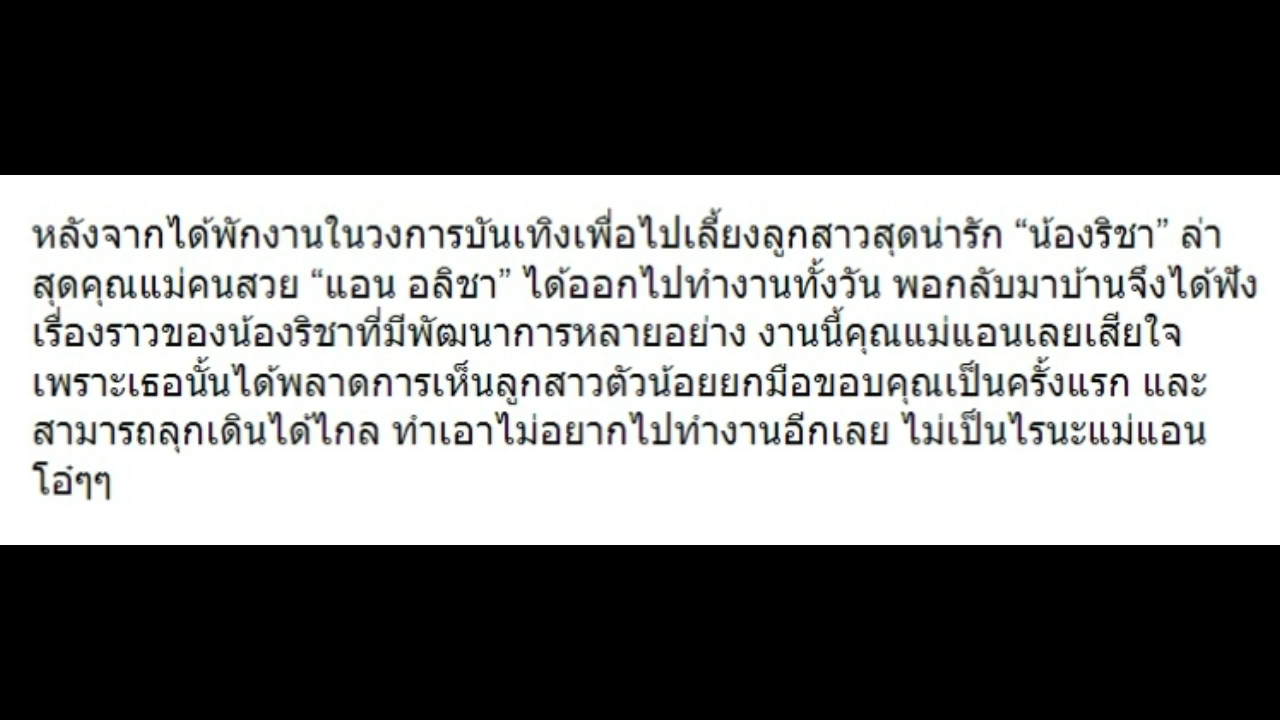 หลังจากได้พักงานในวงการบันเทิงเพื่อไปเลี้ยงลูกสาวสุดน่ารัก “น้องริชา” ล่า
สุดคุณแม่คนสวย “แอน อลิชา” ได้ออกไปทำงานทั้งวัน พอกลับมาบ้านจึงได้ฟัง
เรื่องราวของน้องริชาที่มีพัฒนาการหลายอย่าง งานนี้คุณแม่แอนเลยเสียใจ
เพราะเธอนั้นได้พลาดการเห็นลูกสาวตัวน้อยยกมือขอบคุณเป็นครั้งแรก และ
สามารถลุกเดินได้ไกล ทำเอาไม่อยากไปทำงานอีกเลย ไม่เป็นไรนะแม่แอน
โอ๋ๆๆ